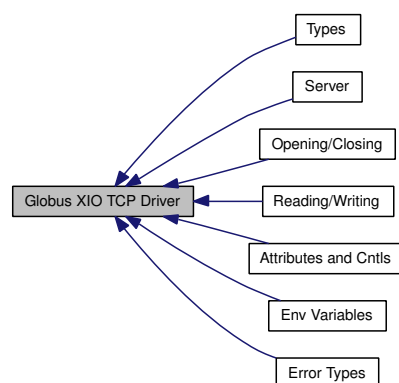 Types
Server
Opening/Closing
Globus XIO TCP Driver
Reading/Writing
Attributes and Cntls
Env Variables
Error Types